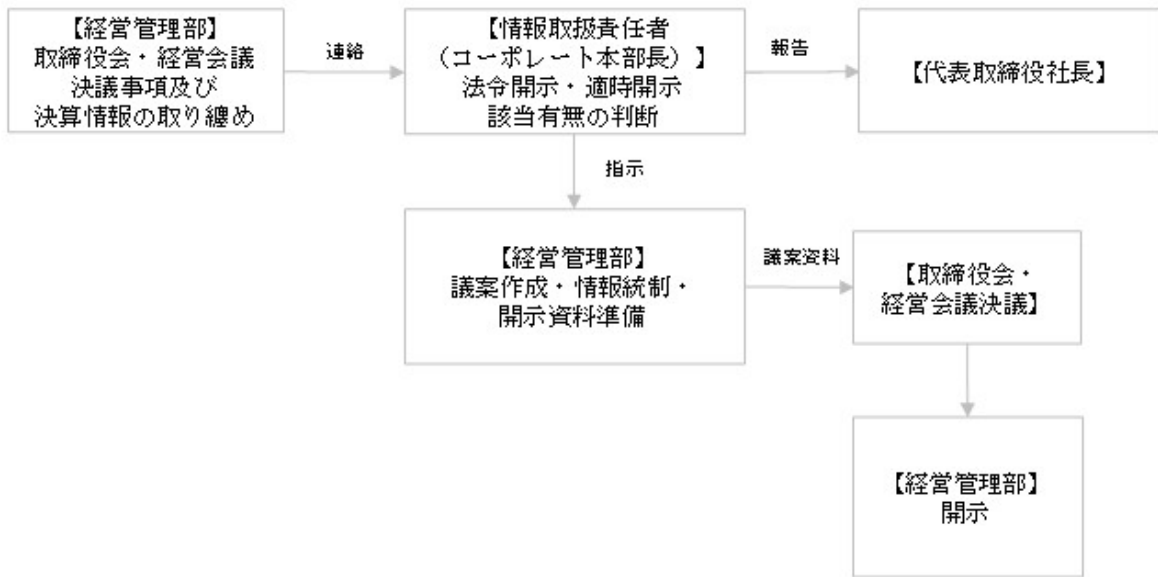 【経営管理部】
取締役会・経営会議
決議事項及び
決算情報の取り纏め
連絡
【情報取扱責任者
(コーポレート本部長)】
法令開示・適時開示
該当有無の判断
報告
【代表取締役社長】
指示
【経営管理部】
議案作成・情報統制・
開示資料準備
議案資料
【取締役会・
経営会議決議】
【経営管理部】
開示